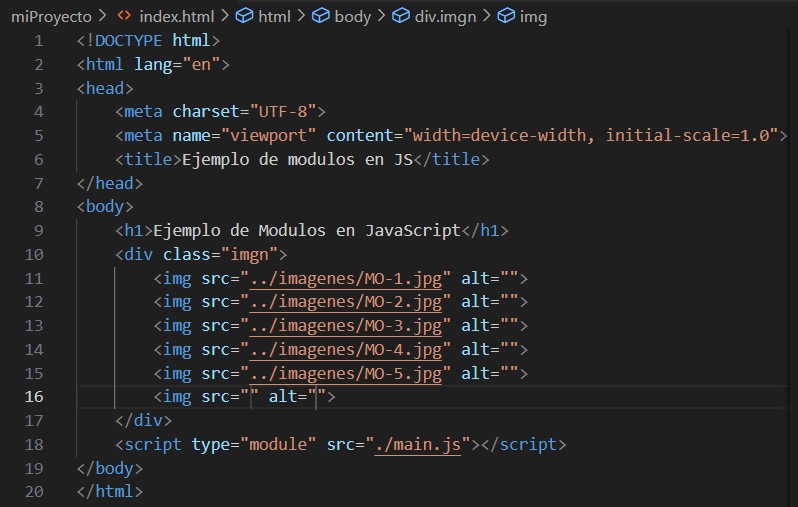 miProyecto > index.html > html > body > div.imgn > img
1 <!DOCTYPE html>
2 <html lang="en">
3 <head>
4 <meta charset="UTF-8">
5 <meta name="viewport" content="width=device-width, initial-scale=1.0">
6 <title>Ejemplo de modulos en JS</title>
7 </head>
8 <body>
9 <h1>Ejemplo de Modulos en JavaScript</h1>
10 <div class="imgn">
11 <img src="../imagenes/MO-1.jpg" alt="">
12 <img src="../imagenes/MO-2.jpg" alt="">
13 <img src="../imagenes/MO-3.jpg" alt="">
14 <img src="../imagenes/MO-4.jpg" alt="">
15 <img src="../imagenes/MO-5.jpg" alt="">
16 <img src="" alt="">
17 </div>
18 <script type="module" src="./main.js"></script>
19 </body>
20 </html>